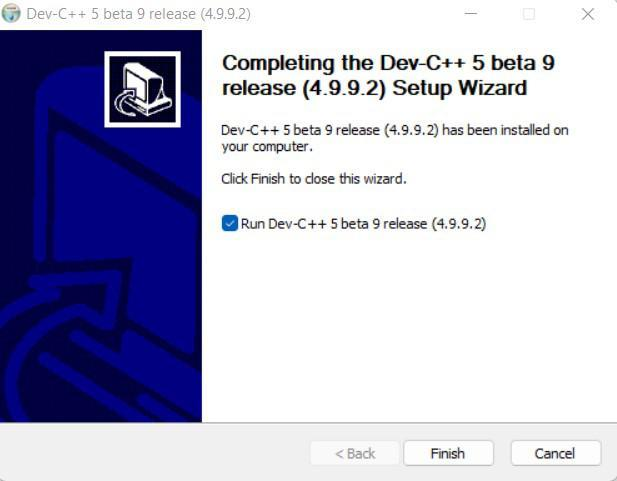 Dev-C++ 5 beta 9 release (4.9.9.2)
Completing the Dev-C++ 5 beta 9
release (4.9.9.2) Setup Wizard
Dev-C++ 5 beta 9 release (4.9.9.2) has been installed on
your computer.
Click Finish to close this wizard.
Run Dev-C++ 5 beta 9 release (4.9.9.2)
< Back
Finish
Cancel